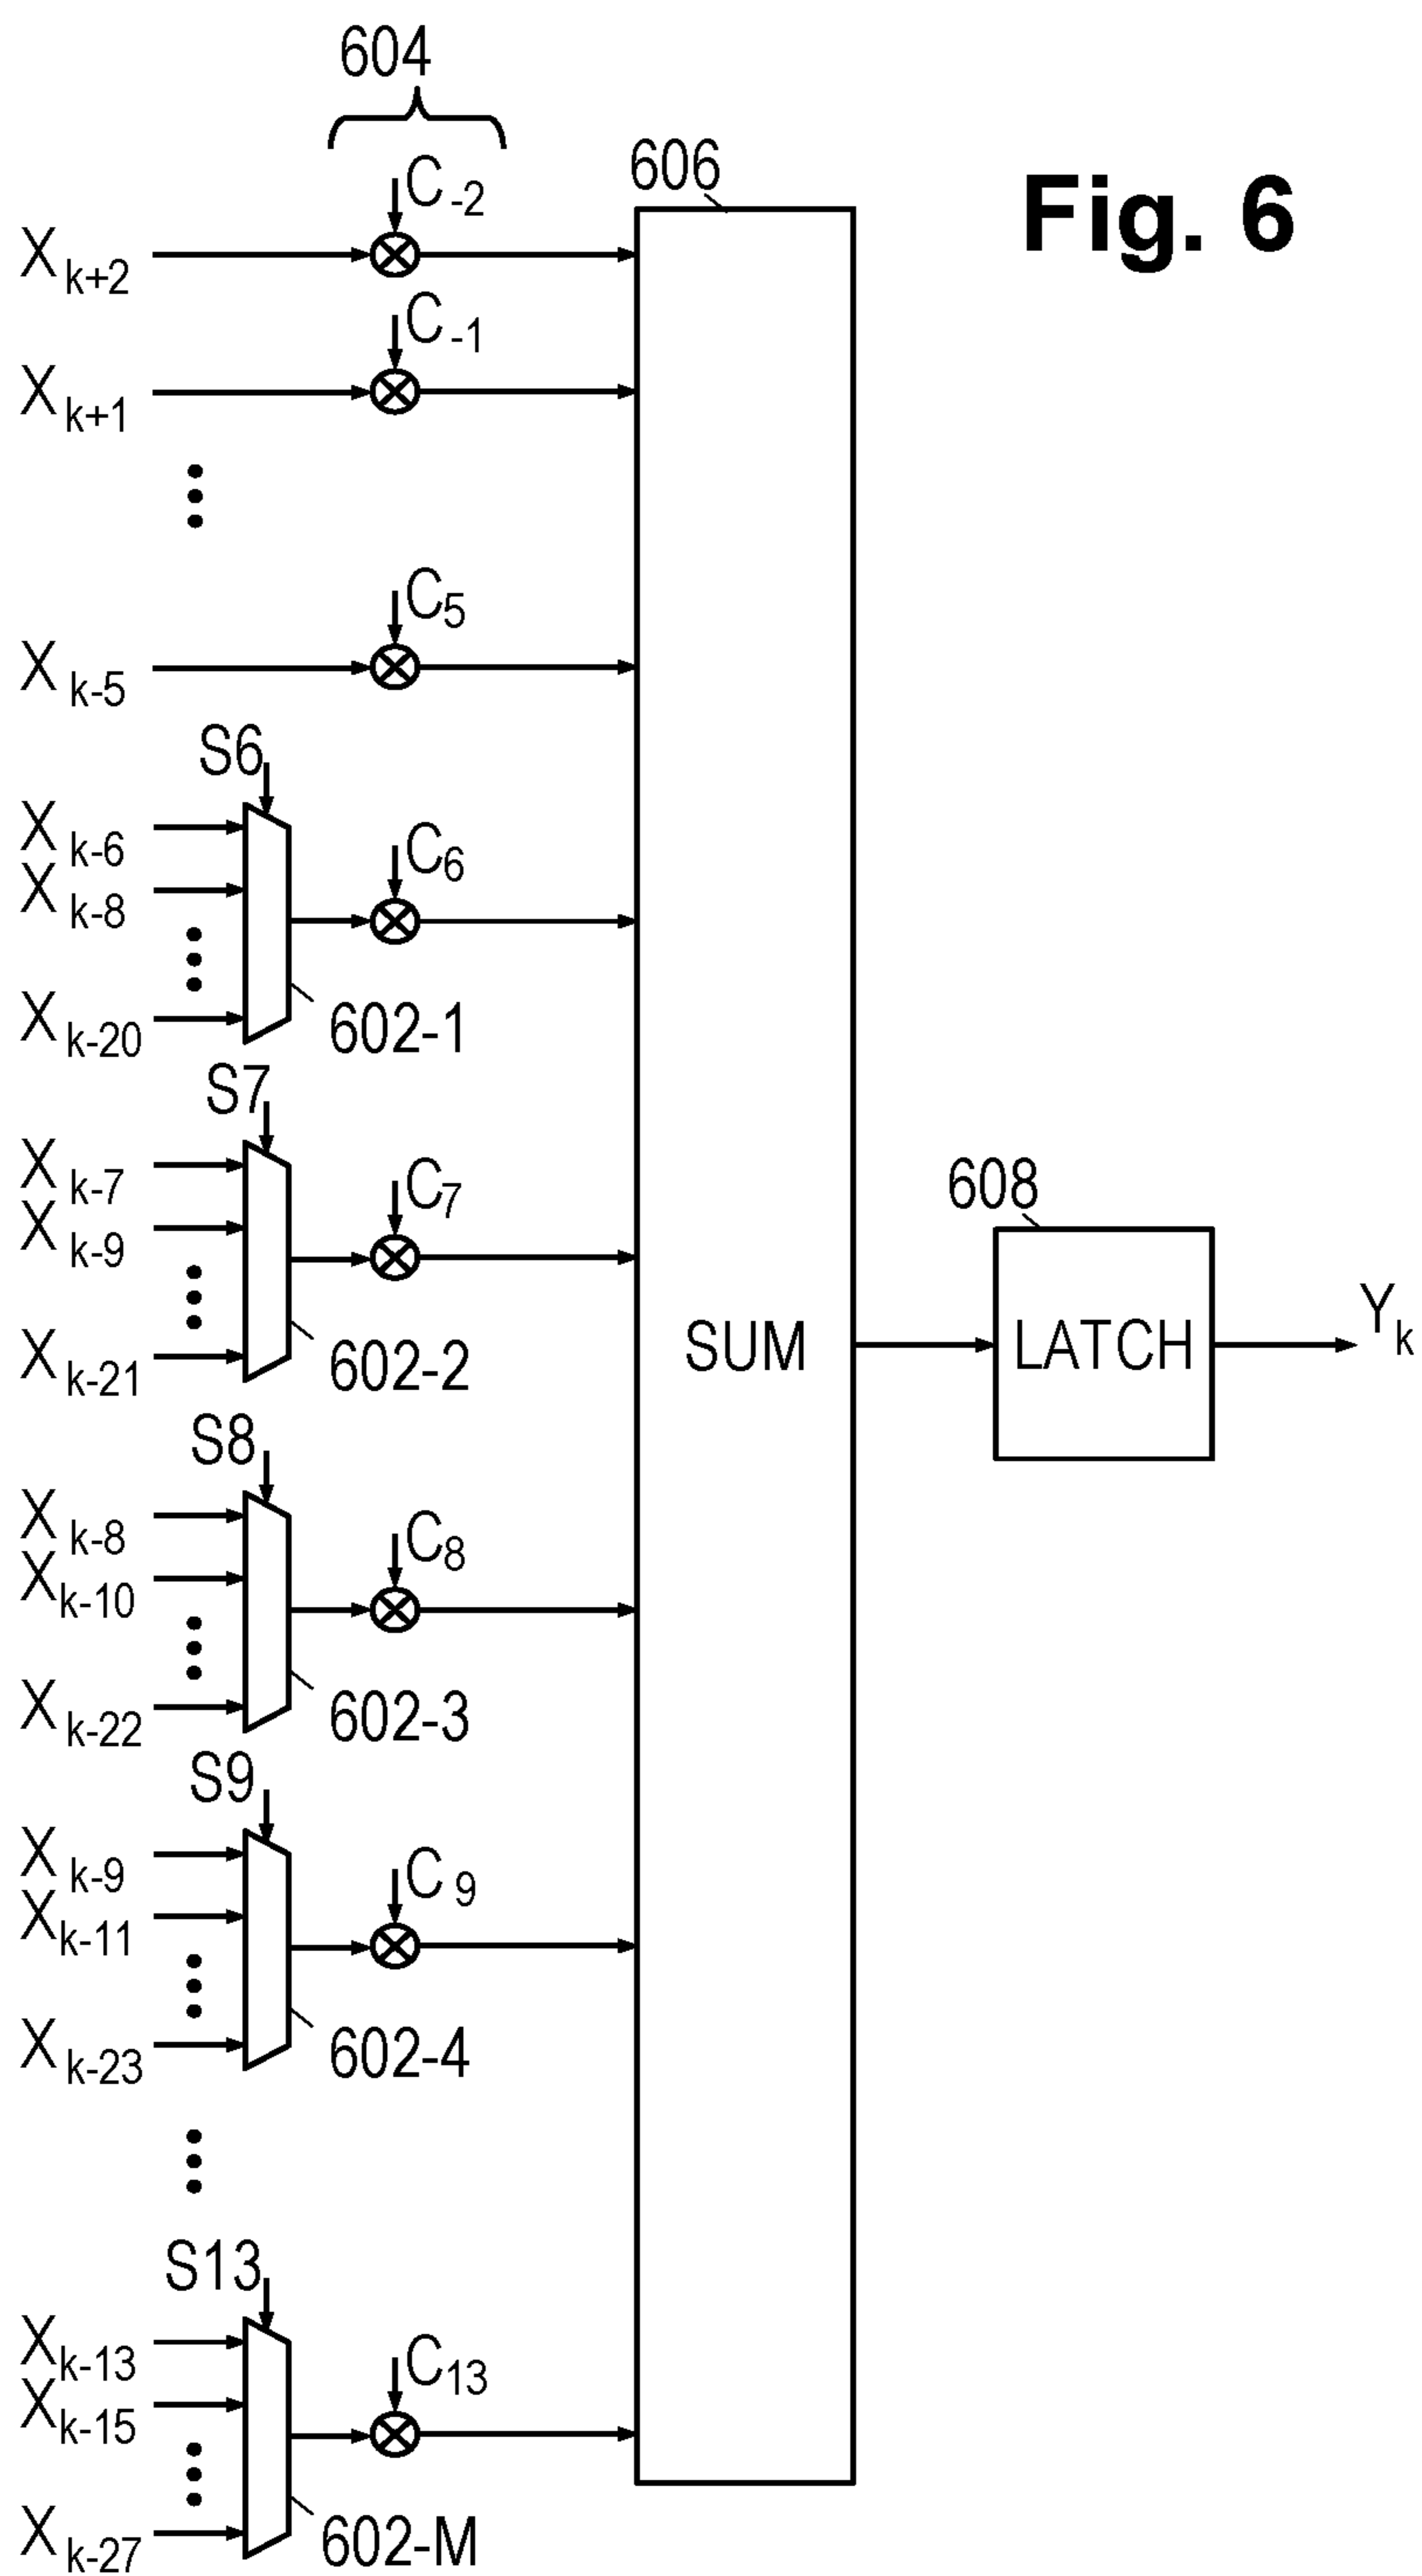 604
Fig. 6
606
C-2
Xk+2
C-1
Xk+1
C5
Xk-5
S6
Xk-6
C6
Xk-8
Xk-20
602-1
S7
Xk-7
C7
Xk-9
Xk-21
602-2
608
SUM
LATCH
Yk
S8
Xk-8
C8
Xk-10
Xk-22
602-3
S9
Xk-9
C9
Xk-11
Xk-23
602-4
S13
Xk-13
C13
Xk-15
Xk-27
602-M